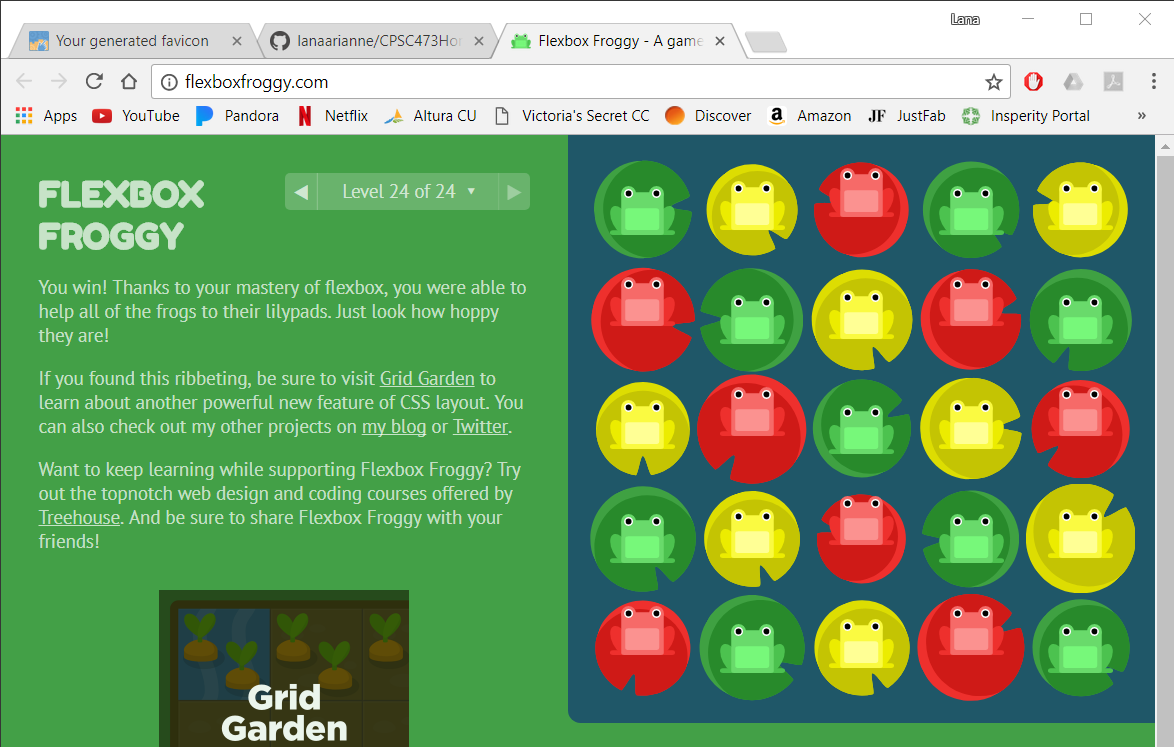 Lana
Your generated favicon
lanaarianne/CPSC473Ho
Flexbox Froggy - A game
flexboxfroggy.com
Apps YouTube Pandora Netflix Altura CU Victoria's Secret CC Discover a Amazon JF JustFab Insperity Portal »
FLEXBOX
FROGGY
Level 24 of 24
You win! Thanks to your mastery of flexbox, you were able to
help all of the frogs to their lilypads. Just look how hoppy
they are!
If you found this ribbeting, be sure to visit Grid Garden to
learn about another powerful new feature of CSS layout. You
can also check out my other projects on my blog or Twitter.
Want to keep learning while supporting Flexbox Froggy? Try
out the topnotch web design and coding courses offered by
Treehouse. And be sure to share Flexbox Froggy with your
friends!
Grid
Garden